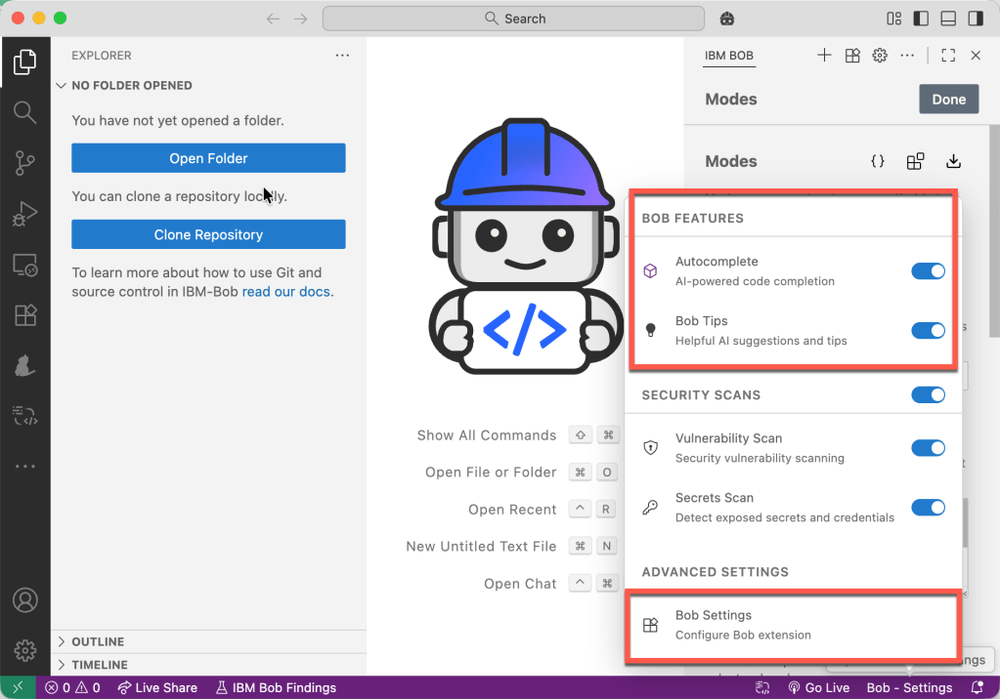 Search
EXPLORER
NO FOLDER OPENED
You have not yet opened a folder.
Open Folder
You can clone a repository locally.
Clone Repository
To learn more about how to use Git and
source control in IBM-Bob read our docs.
OUTLINE
TIMELINE
</>
Show All Commands ⇧ ⌘
Open File or Folder ⌘ O
Open Recent ^ R
New Untitled Text File ⌘ N
Open Chat ^ ⌘
IBM BOB
Modes
Done
Modes
BOB FEATURES
Autocomplete
AI-powered code completion
Bob Tips
Helpful AI suggestions and tips
SECURITY SCANS
Vulnerability Scan
Security vulnerability scanning
Secrets Scan
Detect exposed secrets and credentials
ADVANCED SETTINGS
Bob Settings
Configure Bob extension
0 0 Live Share IBM Bob Findings Go Live Bob - Settings